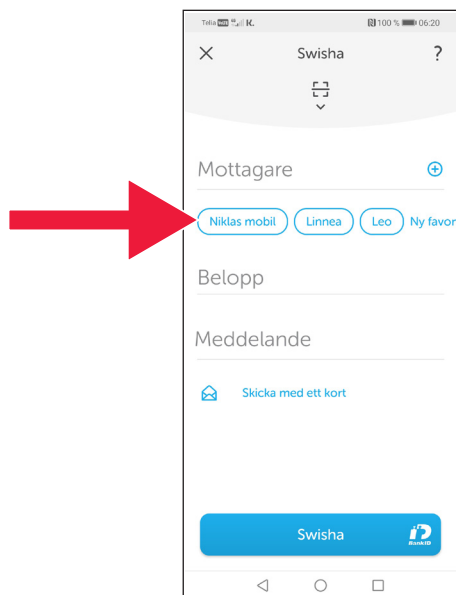 Telia K. 100 % 06:20
Swisha ?
Mottagare
Niklas mobil Linnea Leo Ny favor
Belopp
Meddelande
Skicka med ett kort
Swisha BankID